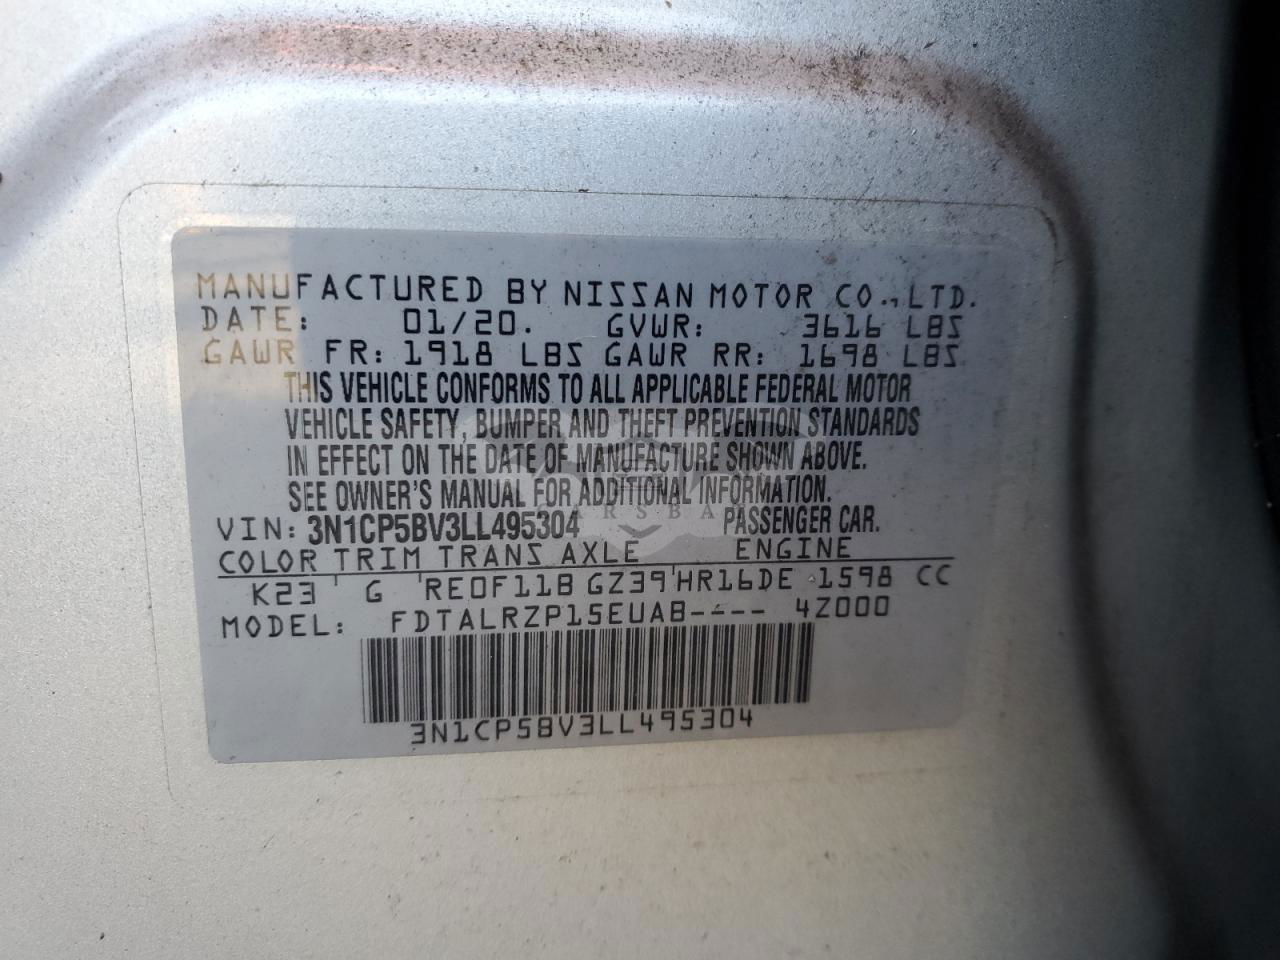 MANUFACTURED BY NISSAN MOTOR CO., LTD.
DATE: 01/20. GVWR: 3616 LBS
GAWR FR: 1918 LBS GAWR RR: 1698 LBS
THIS VEHICLE CONFORMS TO ALL APPLICABLE FEDERAL MOTOR
VEHICLE SAFETY, BUMPER AND THEFT PREVENTION STANDARDS
IN EFFECT ON THE DATE OF MANUFACTURE SHOWN ABOVE.
SEE OWNER'S MANUAL FOR ADDITIONAL INFORMATION.
VIN: 3N1CP5BV3LL495304 PASSENGER CAR.
COLOR TRIM TRANS AXLE ENGINE
K23 G RE0F11B GZ39 HR16DE 1598 CC
MODEL: FDTALRZP15EUAB---- 4Z000
3N1CP5BV3LL495304